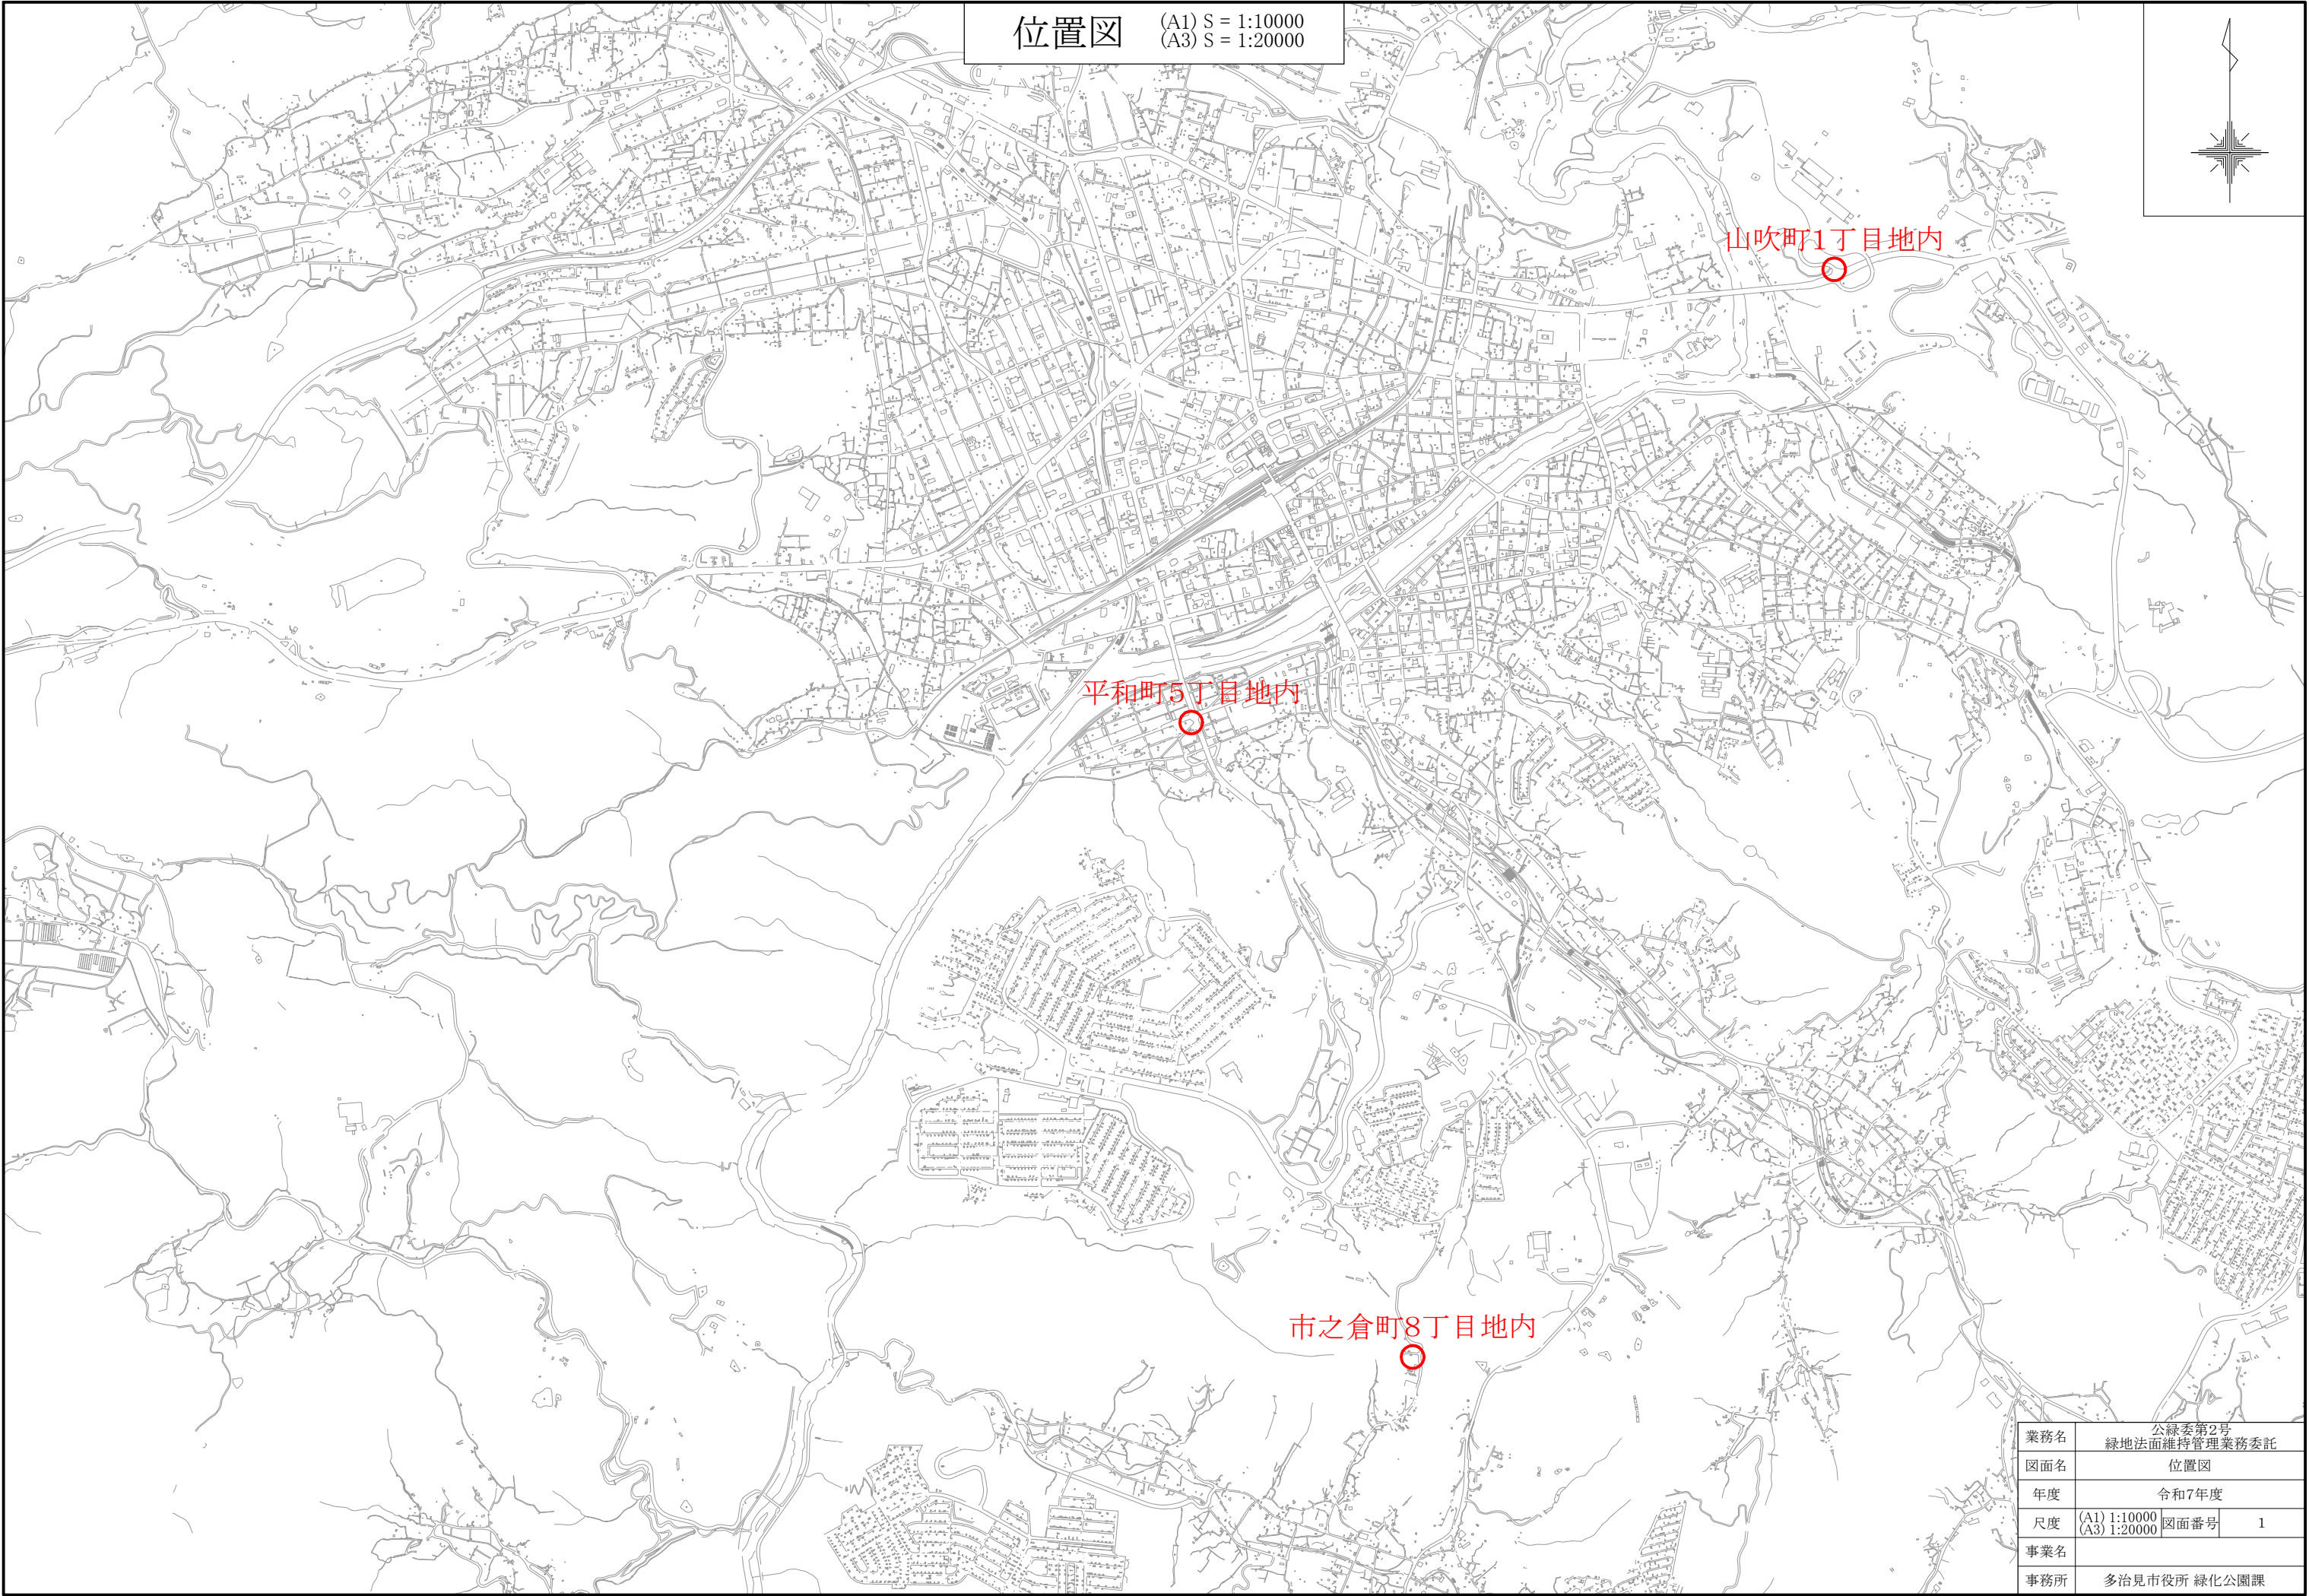 位置図
(A1) S = 1:10000
(A3) S = 1:20000
山吹町1丁目地内
平和町5丁目地内
市之倉町8丁目地内
業務名 公緑委第2号
緑地法面維持管理業務委託
図面名 位置図
年度 令和7年度
尺度 (A1) 1:10000
(A3) 1:20000 図面番号 1
事業名
事務所 多治見市役所 緑化公園課